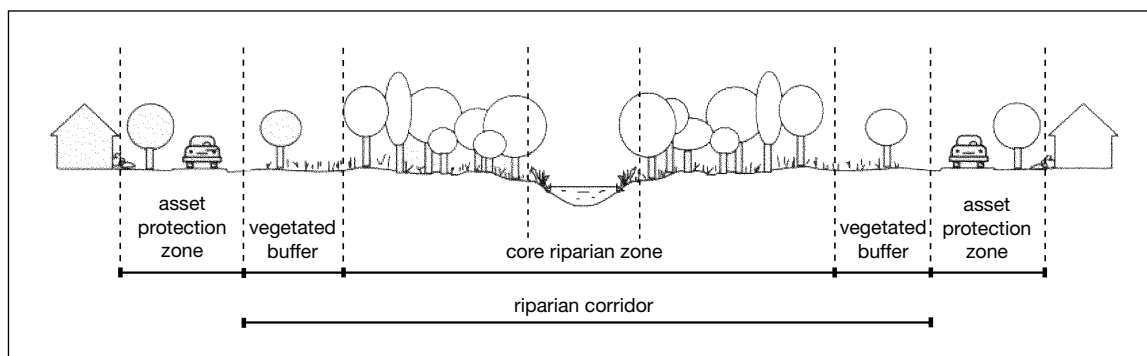 asset
protection
zone
vegetated
buffer
core riparian zone
vegetated
buffer
asset
protection
zone
riparian corridor